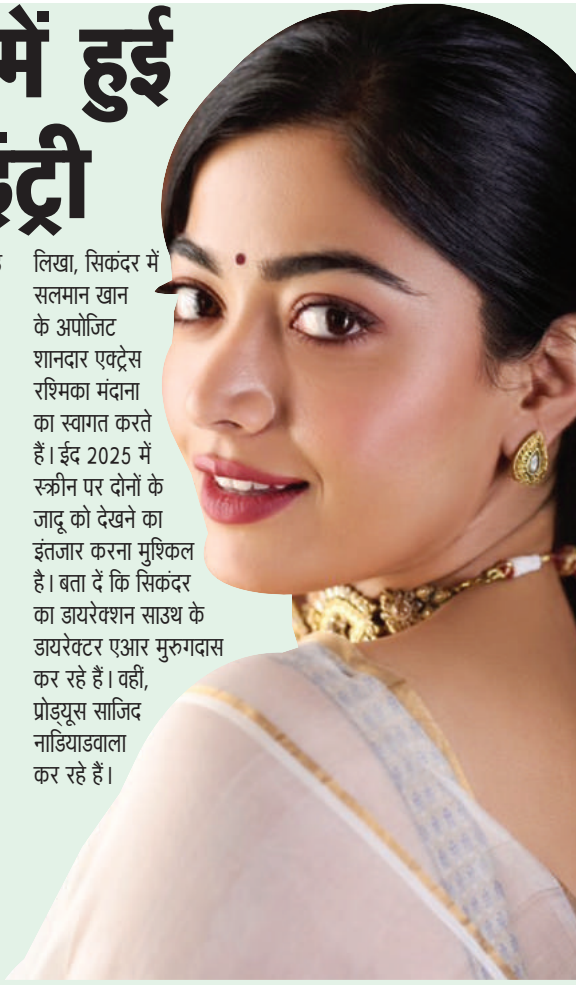 में हुई
इंट्री
लिखा, सिकंदर में
सलमान खान
के अपोजिट
शानदार एक्ट्रेस
रश्मिका मंदाना
का स्वागत करते
हैं। ईद 2025 में
स्क्रीन पर दोनों के
जादू को देखने का
इंतजार करना मुश्किल
है। बता दें कि सिकंदर
का डायरेक्शन साउथ के
डायरेक्टर एआर मुरुगदास
कर रहे हैं। वहीं,
प्रोड्यूस साजिद
नाडियाडवाला
कर रहे हैं।